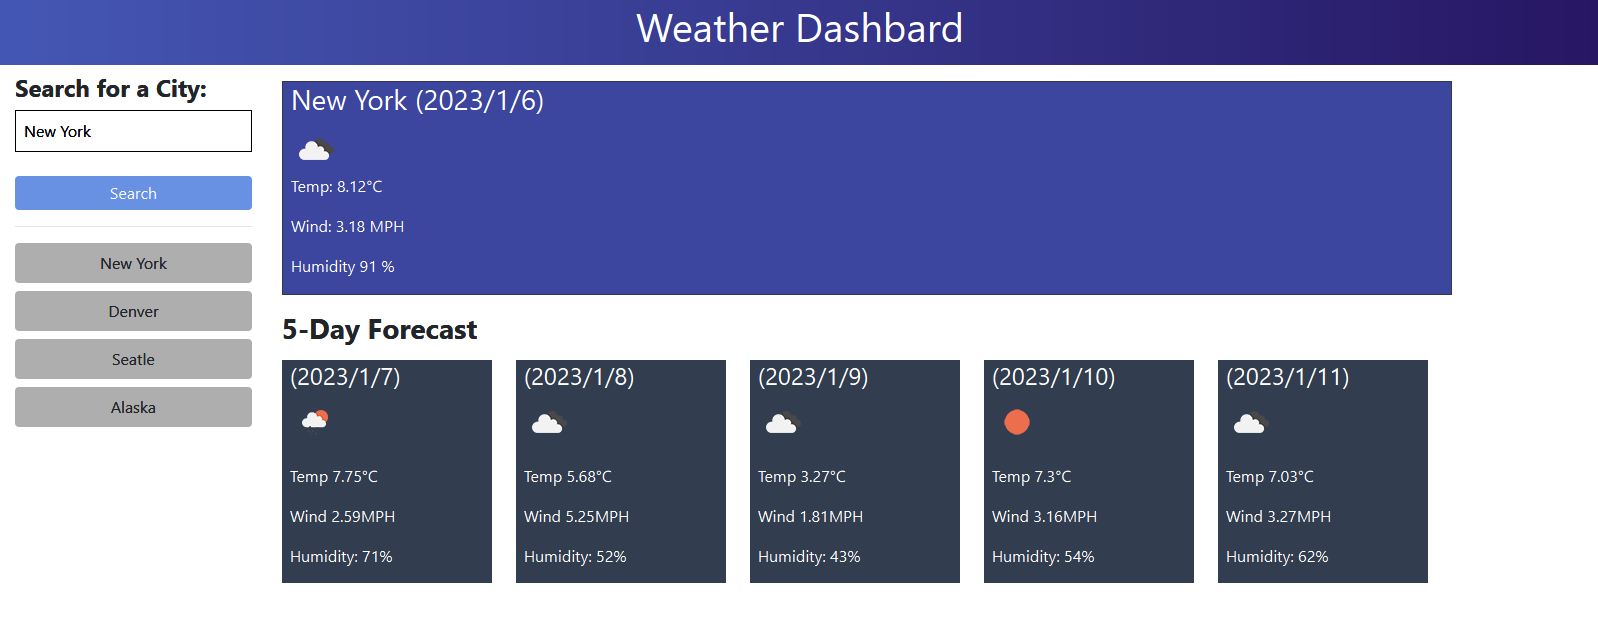 Weather Dashbard
Search for a City:
New York
Search
New York
Denver
Seatle
Alaska
New York (2023/1/6)
Temp: 8.12°C
Wind: 3.18 MPH
Humidity 91 %
5-Day Forecast
(2023/1/7)
Temp 7.75°C
Wind 2.59MPH
Humidity: 71%
(2023/1/8)
Temp 5.68°C
Wind 5.25MPH
Humidity: 52%
(2023/1/9)
Temp 3.27°C
Wind 1.81MPH
Humidity: 43%
(2023/1/10)
Temp 7.3°C
Wind 3.16MPH
Humidity: 54%
(2023/1/11)
Temp 7.03°C
Wind 3.27MPH
Humidity: 62%